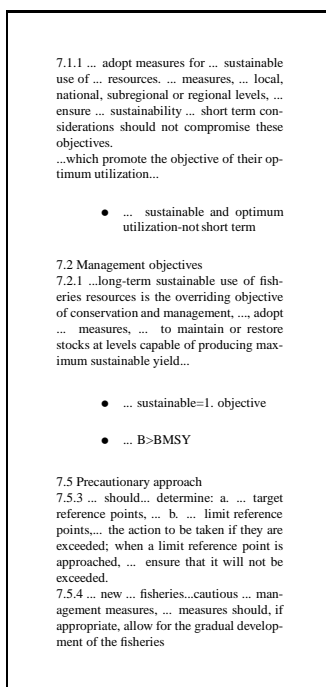 7.1.1 ... adopt measures for ... sustainable
use of ... resources. ... measures, ... local,
national, subregional or regional levels, ...
ensure ... sustainability ... short term con-
siderations should not compromise these
objectives.
...which promote the objective of their op-
timum utilization...
● ... sustainable and optimum
utilization-not short term
7.2 Management objectives
7.2.1 ...long-term sustainable use of fish-
eries resources is the overriding objective
of conservation and management, ..., adopt
... measures, ... to maintain or restore
stocks at levels capable of producing max-
imum sustainable yield...
● ... sustainable=1. objective
● ... B>BMSY
7.5 Precautionary approach
7.5.3 ... should... determine: a. ... target
reference points, ... b. ... limit reference
points,... the action to be taken if they are
exceeded; when a limit reference point is
approached, ... ensure that it will not be
exceeded.
7.5.4 ... new ... fisheries...cautious ... man-
agement measures, ... measures should, if
appropriate, allow for the gradual develop-
ment of the fisheries